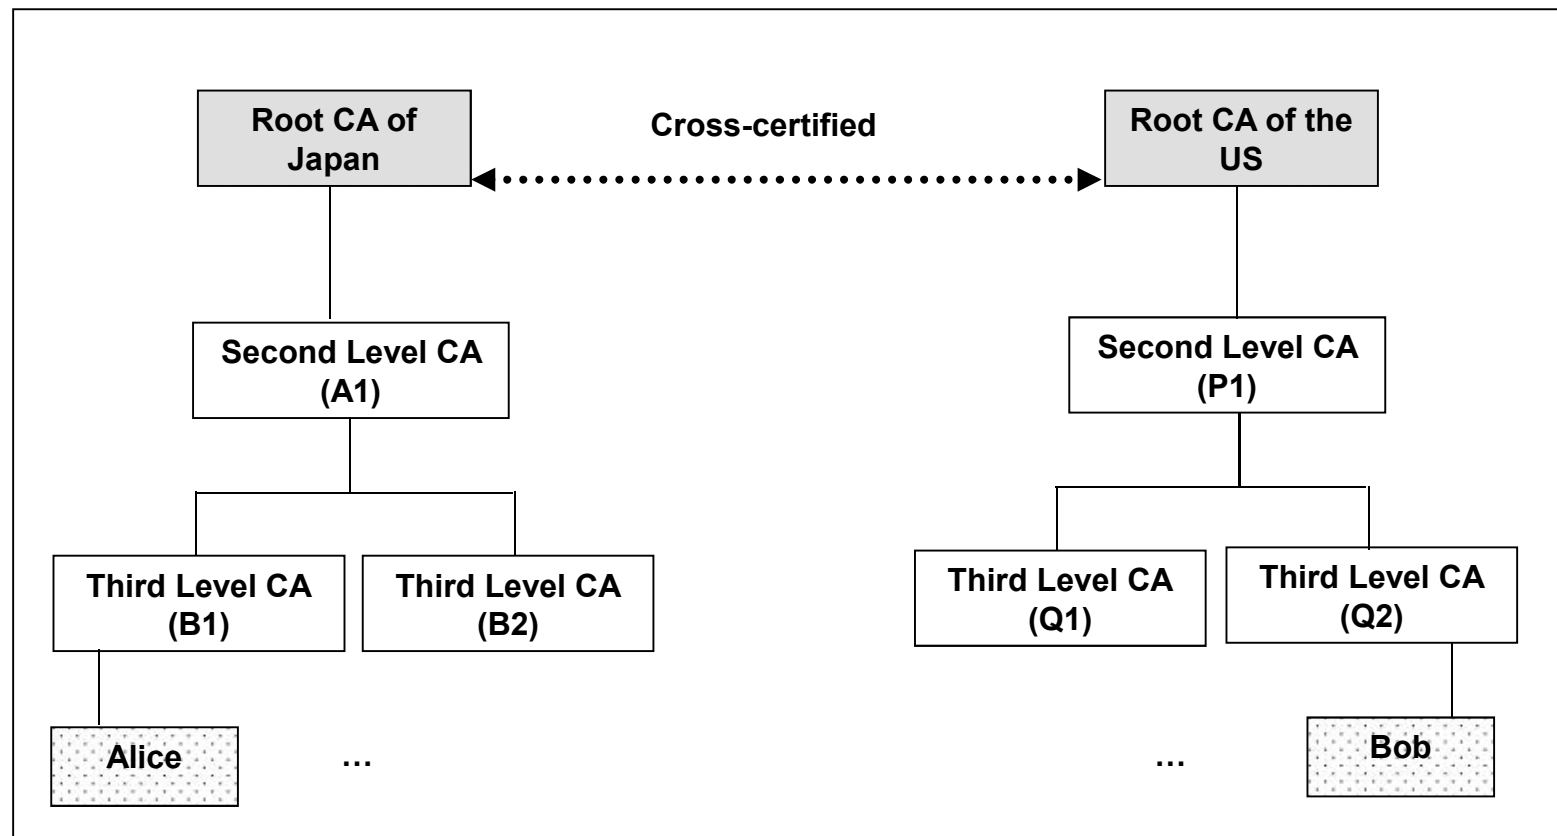 Root CA of
Japan
Cross-certified
Root CA of the
US
Second Level CA
(A1)
Second Level CA
(P1)
Third Level CA
(B1)
Third Level CA
(B2)
Third Level CA
(Q1)
Third Level CA
(Q2)
Alice
...
...
Bob